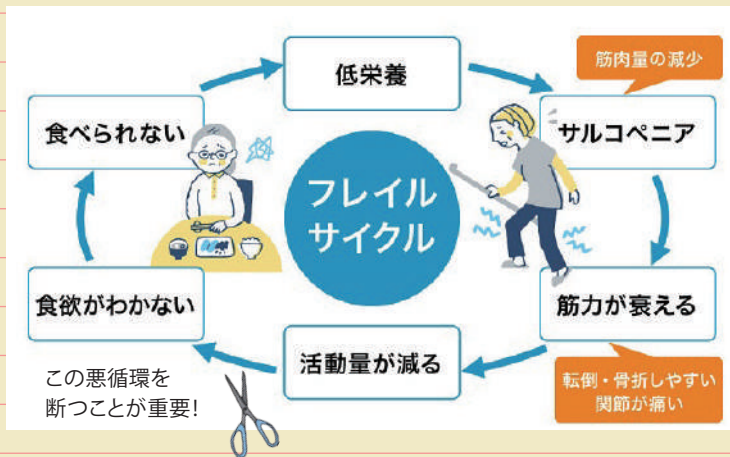 低栄養
筋肉量の減少
サルコペニア
筋力が衰える
転倒・骨折しやすい
関節が痛い
活動量が減る
食欲がわかない
食べられない
フレイル
サイクル
この悪循環を
断つことが重要!